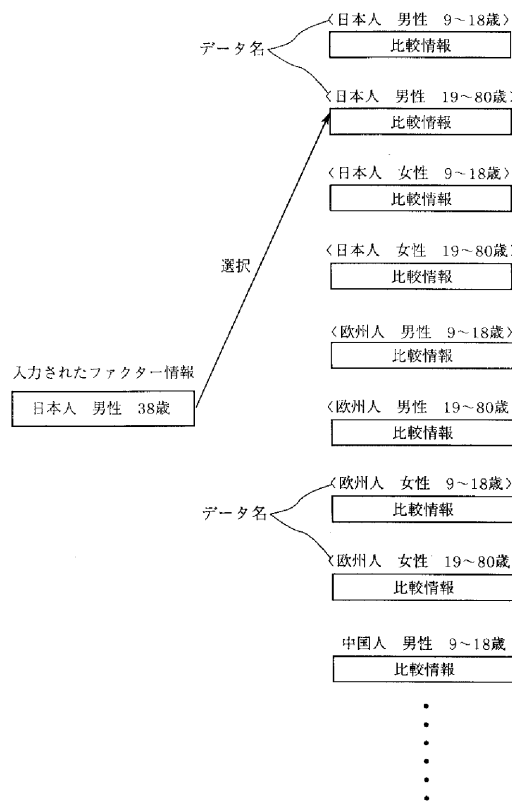 〈日本人 男性 9～18歳〉
比較情報
データ名
〈日本人 男性 19～80歳〉
比較情報
〈日本人 女性 9～18歳〉
比較情報
〈日本人 女性 19～80歳〉
比較情報
選択
〈欧州人 男性 9～18歳〉
比較情報
入力されたファクター情報
日本人 男性 38歳
〈欧州人 男性 19～80歳
比較情報
〈欧州人 女性 9～18歳〉
比較情報
データ名
〈欧州人 女性 19～80歳
比較情報
中国人 男性 9～18歳
比較情報